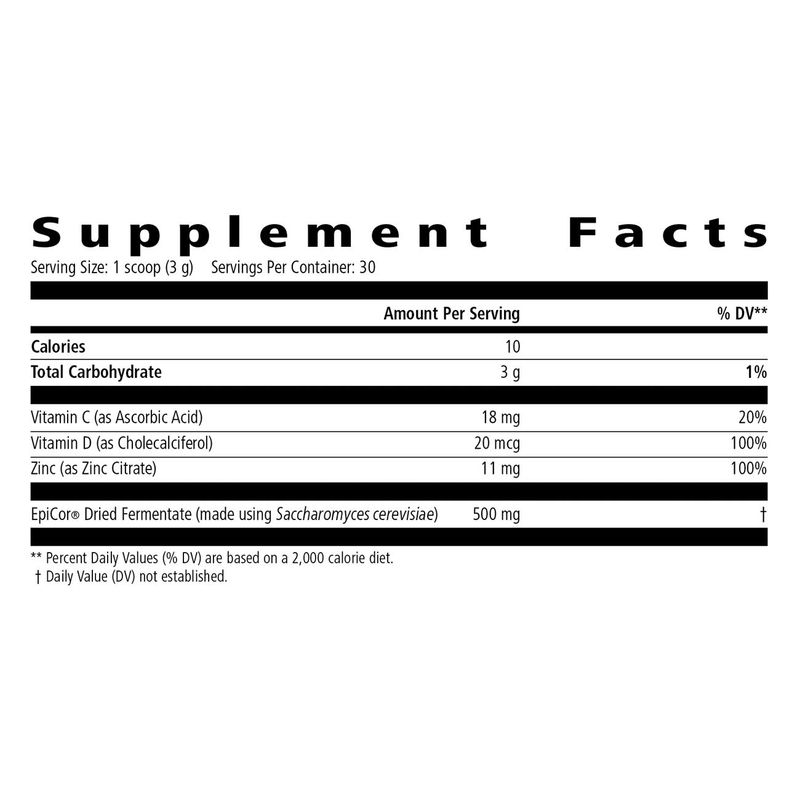 Supplement Facts
Serving Size: 1 scoop (3 g) Servings Per Container: 30
Amount Per Serving % DV**
Calories 10
Total Carbohydrate 3 g 1%
Vitamin C (as Ascorbic Acid) 18 mg 20%
Vitamin D (as Cholecalciferol) 20 mcg 100%
Zinc (as Zinc Citrate) 11 mg 100%
EpiCor® Dried Fermentate (made using Saccharomyces cerevisiae) 500 mg †
** Percent Daily Values (% DV) are based on a 2,000 calorie diet.
† Daily Value (DV) not established.